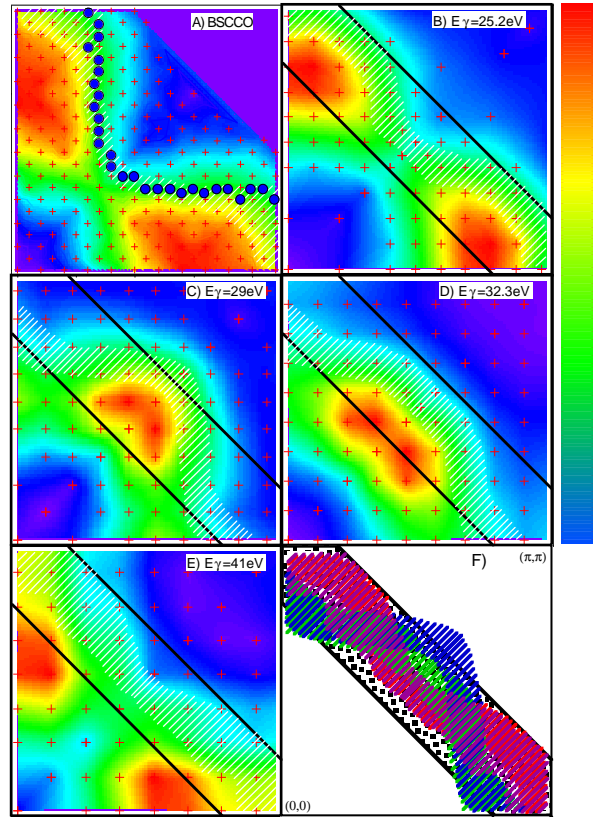 A) BSCCO
B) Eγ=25.2eV
C) Eγ=29eV
D) Eγ=32.3eV
E) Eγ=41eV
F)
(π,π)
(0,0)